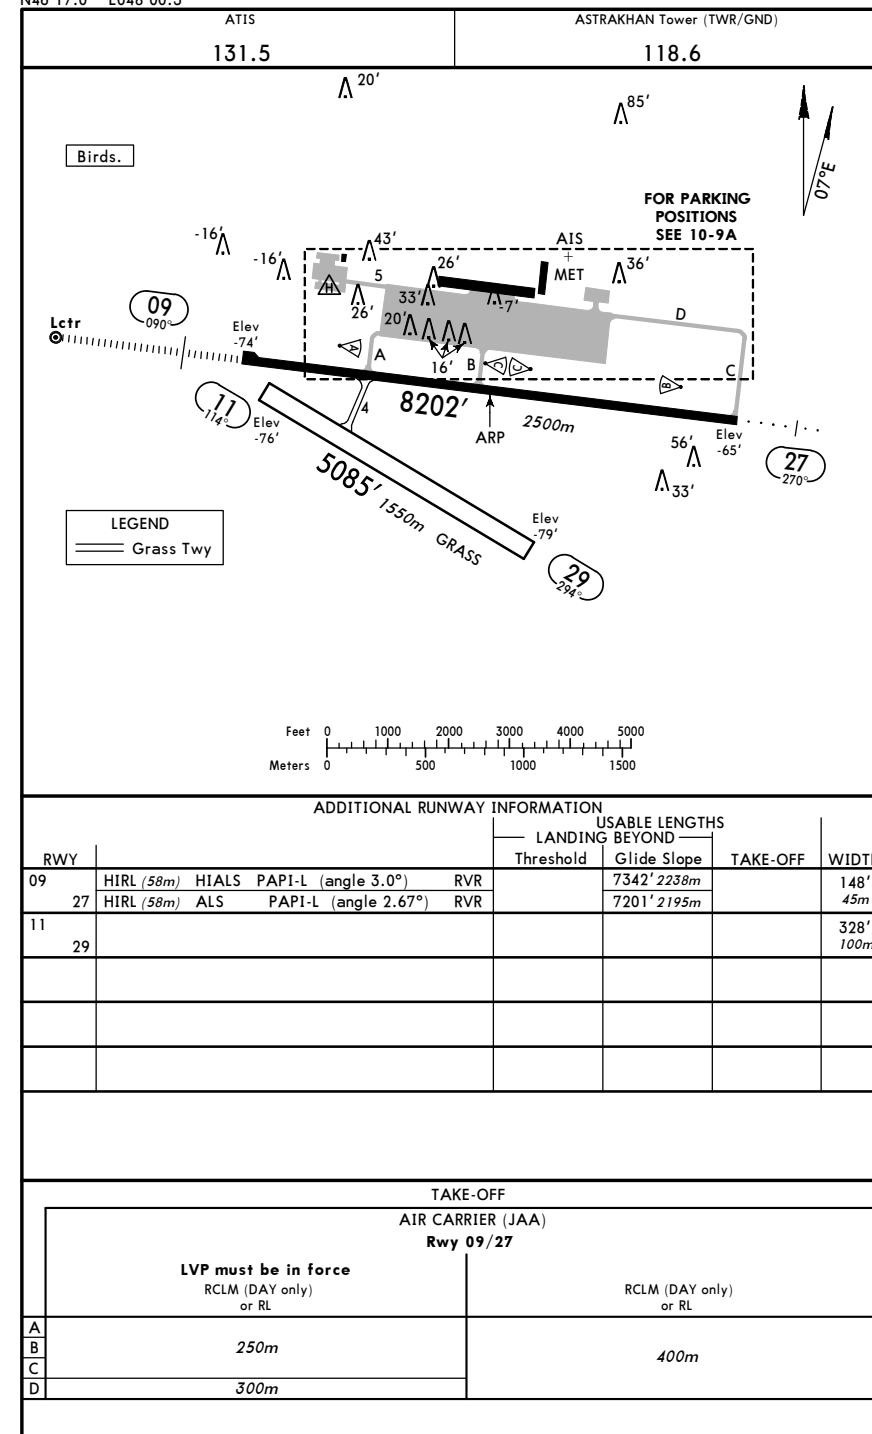 ATIS
ASTRAKHAN Tower (TWR/GND)
131.5
118.6
20'
85'
Birds.
07°E
FOR PARKING
POSITIONS
SEE 10-9A
-16'
43'
AIS
MET
-16'
26'
36'
H
5
26'
33'
-7'
D
09
090°
Lctr
Elev
-74'
20'
A
A
16'
B
C
C
B
C
11
114°
Elev
-76'
4
8202'
2500m
ARP
56'
Elev
-65'
27
270°
33'
5085'
1550m
GRASS
LEGEND
Grass Twy
Elev
-79'
29
294°
Feet 0 1000 2000 3000 4000 5000
Meters 0 500 1000 1500
ADDITIONAL RUNWAY INFORMATION
USABLE LENGTHS
LANDING BEYOND
RWY Threshold Glide Slope TAKE-OFF WIDTH
09 HIRL (58m) HIALS PAPI-L (angle 3.0°) RVR 7342' 2238m 148'
27 HIRL (58m) ALS PAPI-L (angle 2.67°) RVR 7201' 2195m 45m
11 328'
29 100m
TAKE-OFF
AIR CARRIER (JAA)
Rwy 09/27
LVP must be in force
RCLM (DAY only)
or RL
RCLM (DAY only)
or RL
A
B 250m
400m
C
D 300m